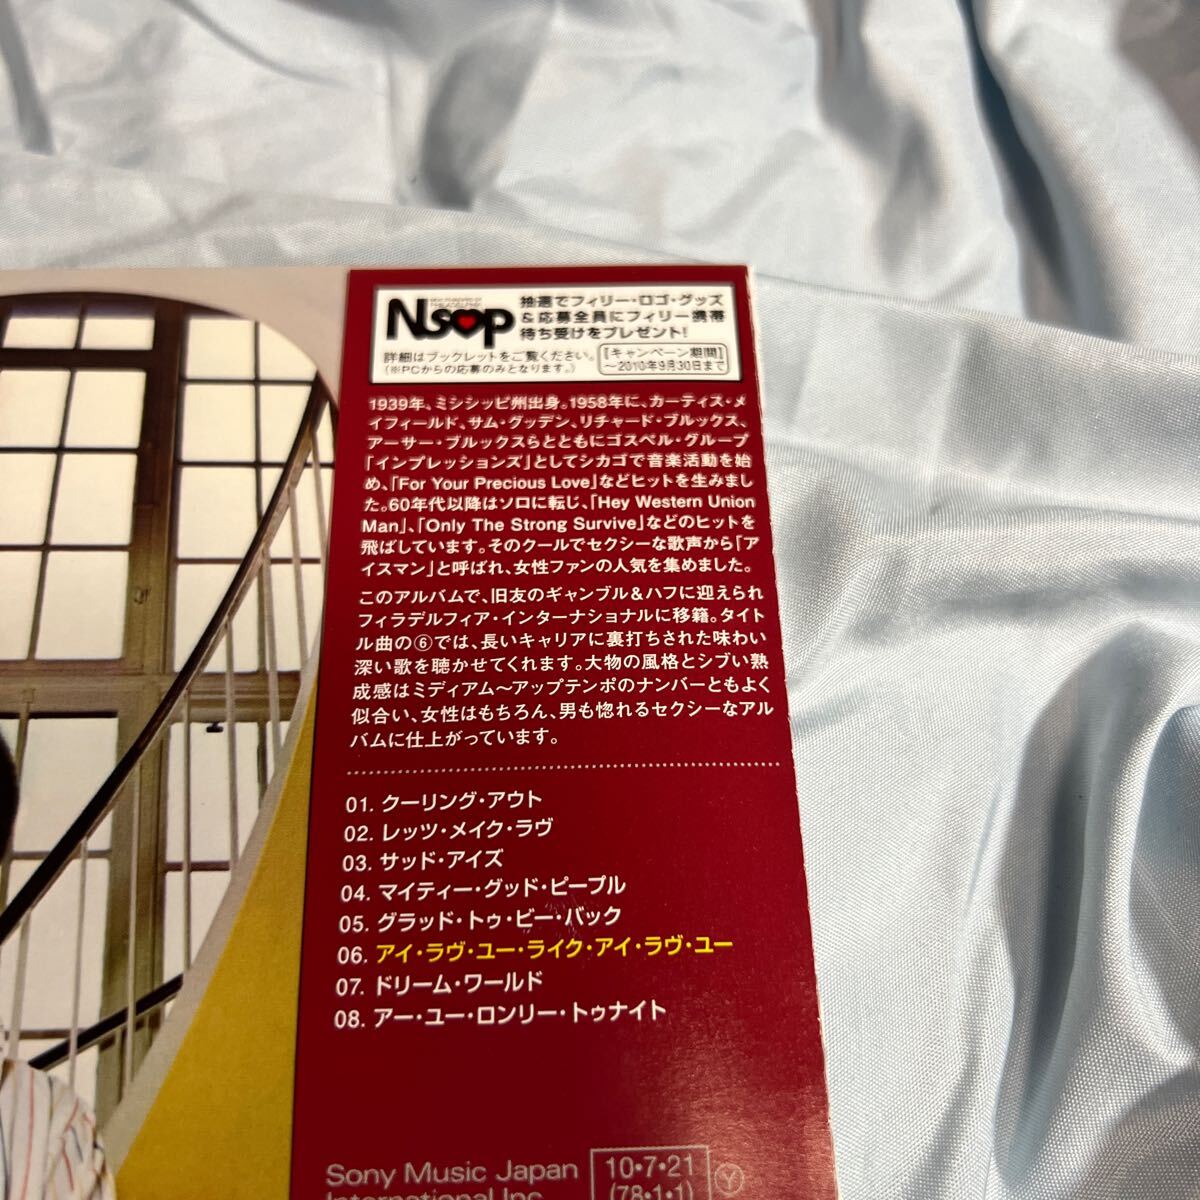 Nsop
抽選でフィリー・ロゴ・グッズ
&応募全員にフィリー携帯
待ち受けをプレゼント!
詳細はブックレットをご覧ください。
(※PCからの応募のみとなります。)
[キャンペーン期間]
~2010年9月30日まで
1939年、ミシシッピ州出身。1958年に、カーティス・メ
イフィールド、サム・グッデン、リチャード・ブルックス、
アーサー・ブルックスらとともにゴスペル・グループ
「インプレッションズ」としてシカゴで音楽活動を始
め、「For Your Precious Love」などヒットを生みまし
た。60年代以降はソロに転じ、「Hey Western Union
Man」、「Only The Strong Survive」などのヒットを
飛ばしています。そのクールでセクシーな歌声から「ア
イスマン」と呼ばれ、女性ファンの人気を集めました。
このアルバムで、旧友のギャンブル&ハフに迎えられ
フィラデルフィア・インターナショナルに移籍。タイト
ル曲の⑥では、長いキャリアに裏打ちされた味わい
深い歌を聴かせてくれます。大物の風格とシブい熟
成感はミディアム~アップテンポのナンバーともよく
似合い、女性はもちろん、男も惚れるセクシーなアル
バムに仕上がっています。
01. クーリング・アウト
02. レッツ・メイク・ラヴ
03. サッド・アイズ
04. マイティー・グッド・ピープル
05. グラッド・トゥ・ビー・バック
06. アイ・ラヴ・ユー・ライク・アイ・ラヴ・ユー
07. ドリーム・ワールド
08. アー・ユー・ロンリー・トゥナイト
Sony Music Japan
International Inc.
10・7・21
(78・1・1)
Ⓨ